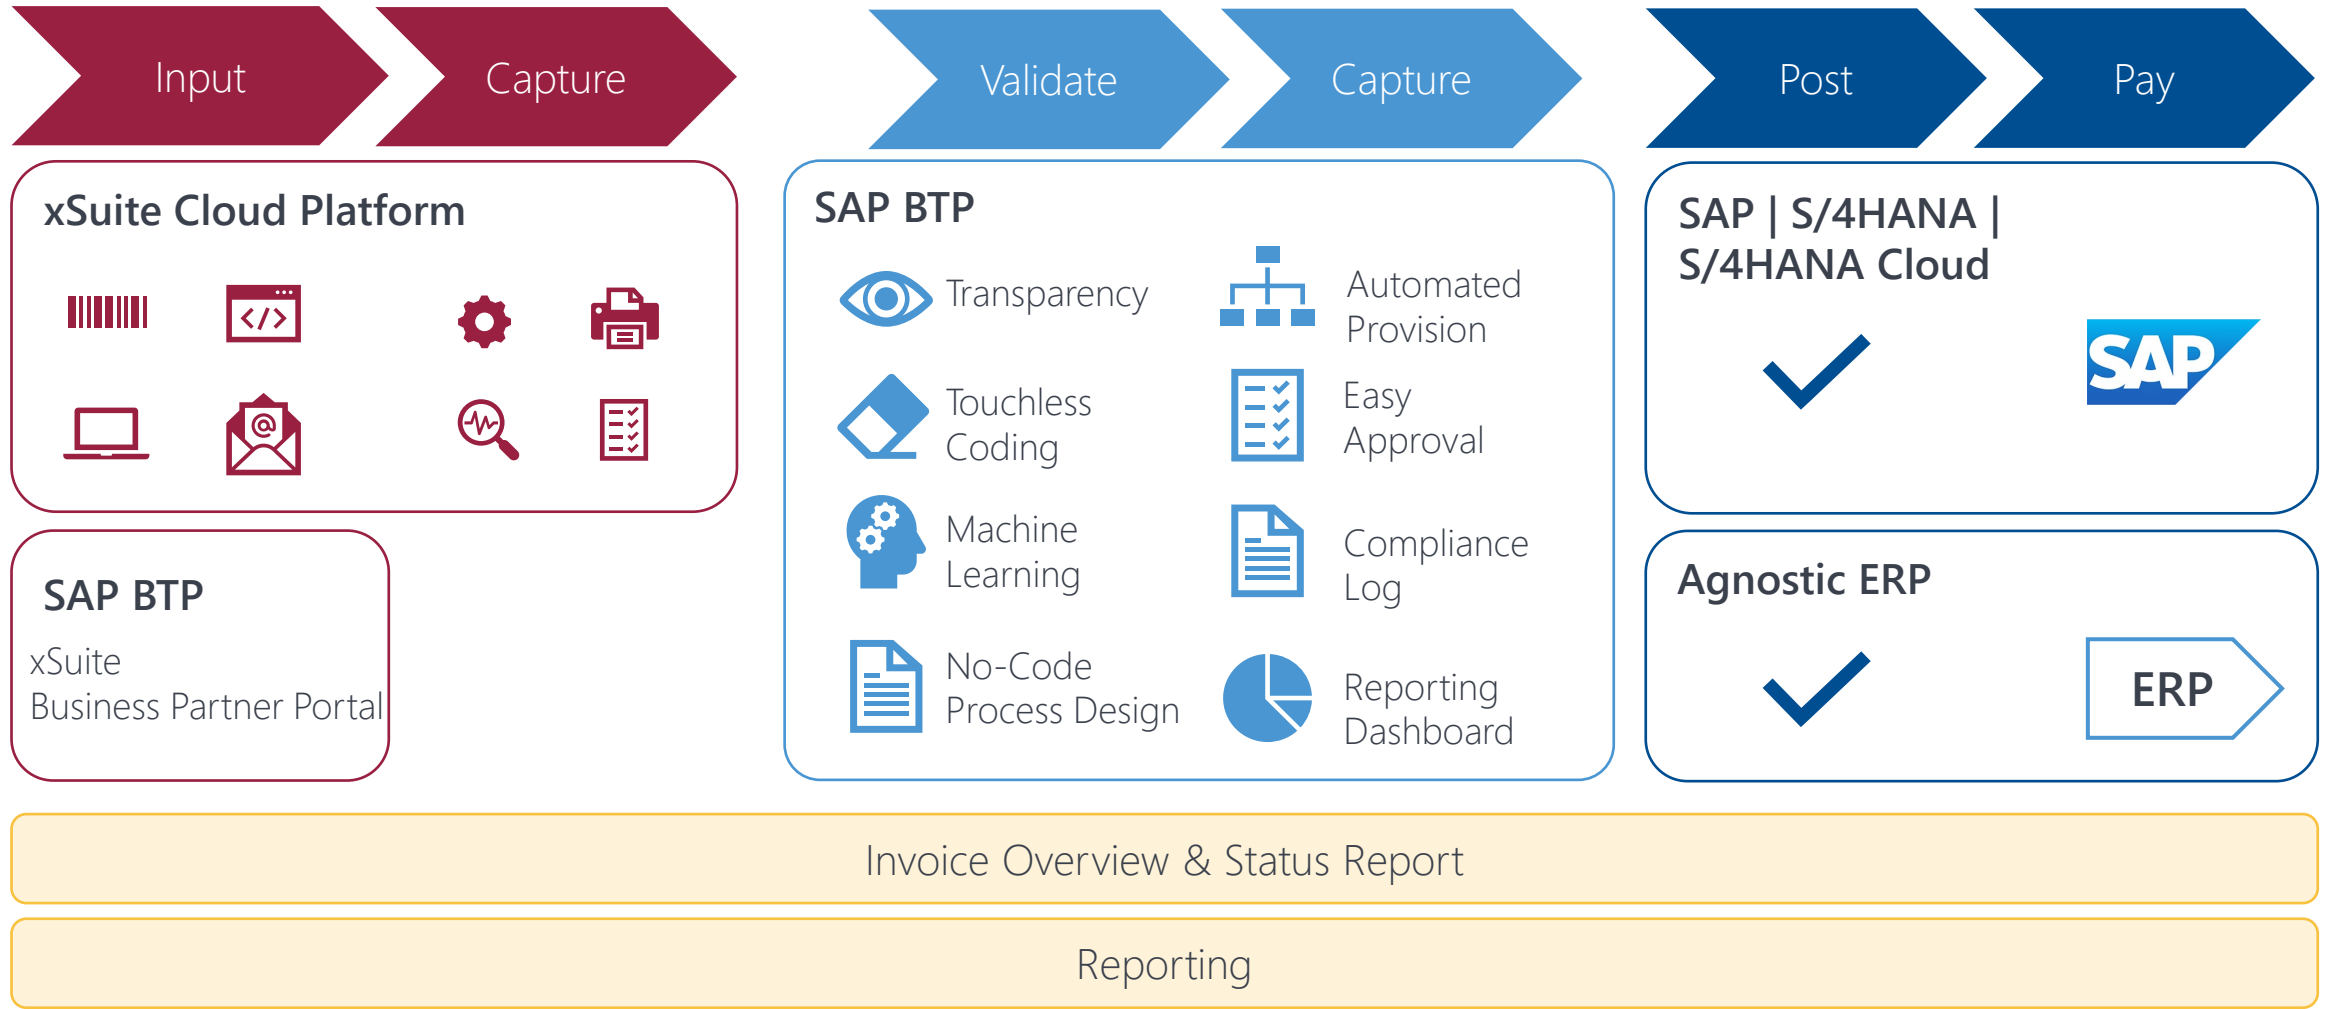 Input
Capture
Validate
Capture
Post
Pay
xSuite Cloud Platform
</>
@
SAP BTP
xSuite
Business Partner Portal
SAP BTP
Transparency
Automated
Provision
Touchless
Coding
Easy
Approval
Machine
Learning
Compliance
Log
No-Code
Process Design
Reporting
Dashboard
SAP | S/4HANA |
S/4HANA Cloud
SAP
Agnostic ERP
ERP
Invoice Overview & Status Report
Reporting